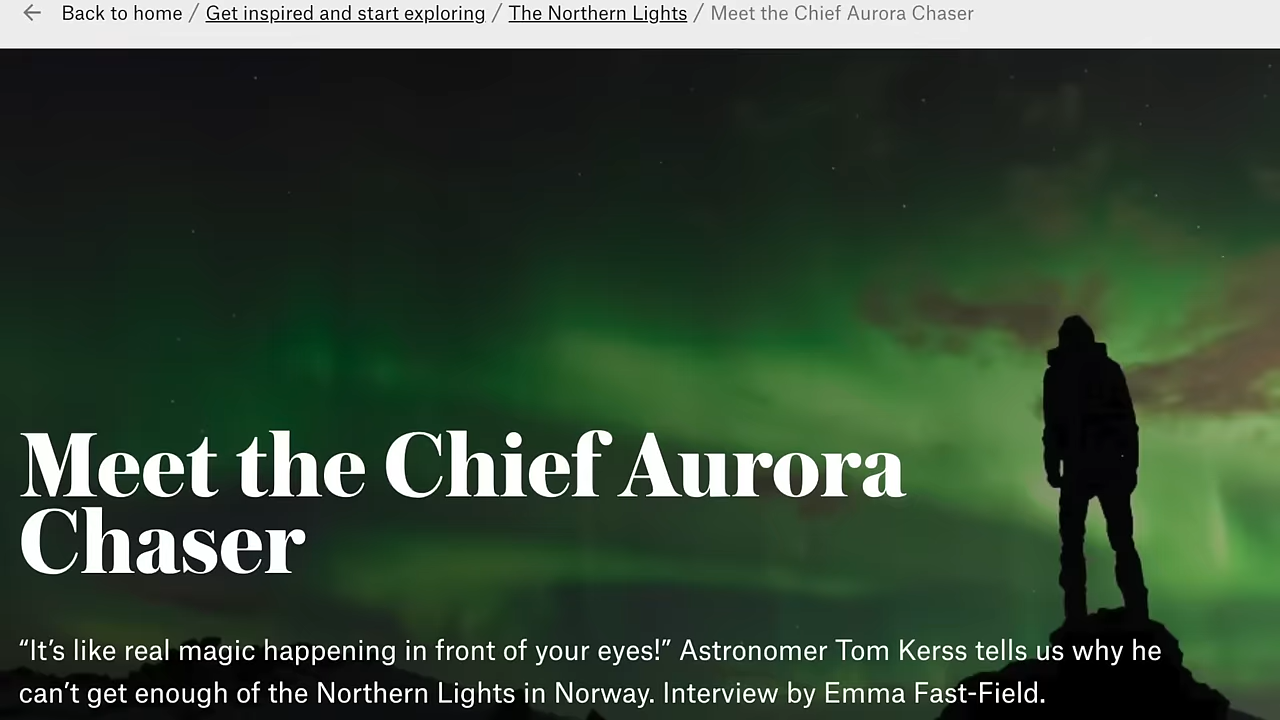 ← Back to home / Get inspired and start exploring / The Northern Lights / Meet the Chief Aurora Chaser
Meet the Chief Aurora
Chaser
“It’s like real magic happening in front of your eyes!” Astronomer Tom Kerss tells us why he
can’t get enough of the Northern Lights in Norway. Interview by Emma Fast-Field.